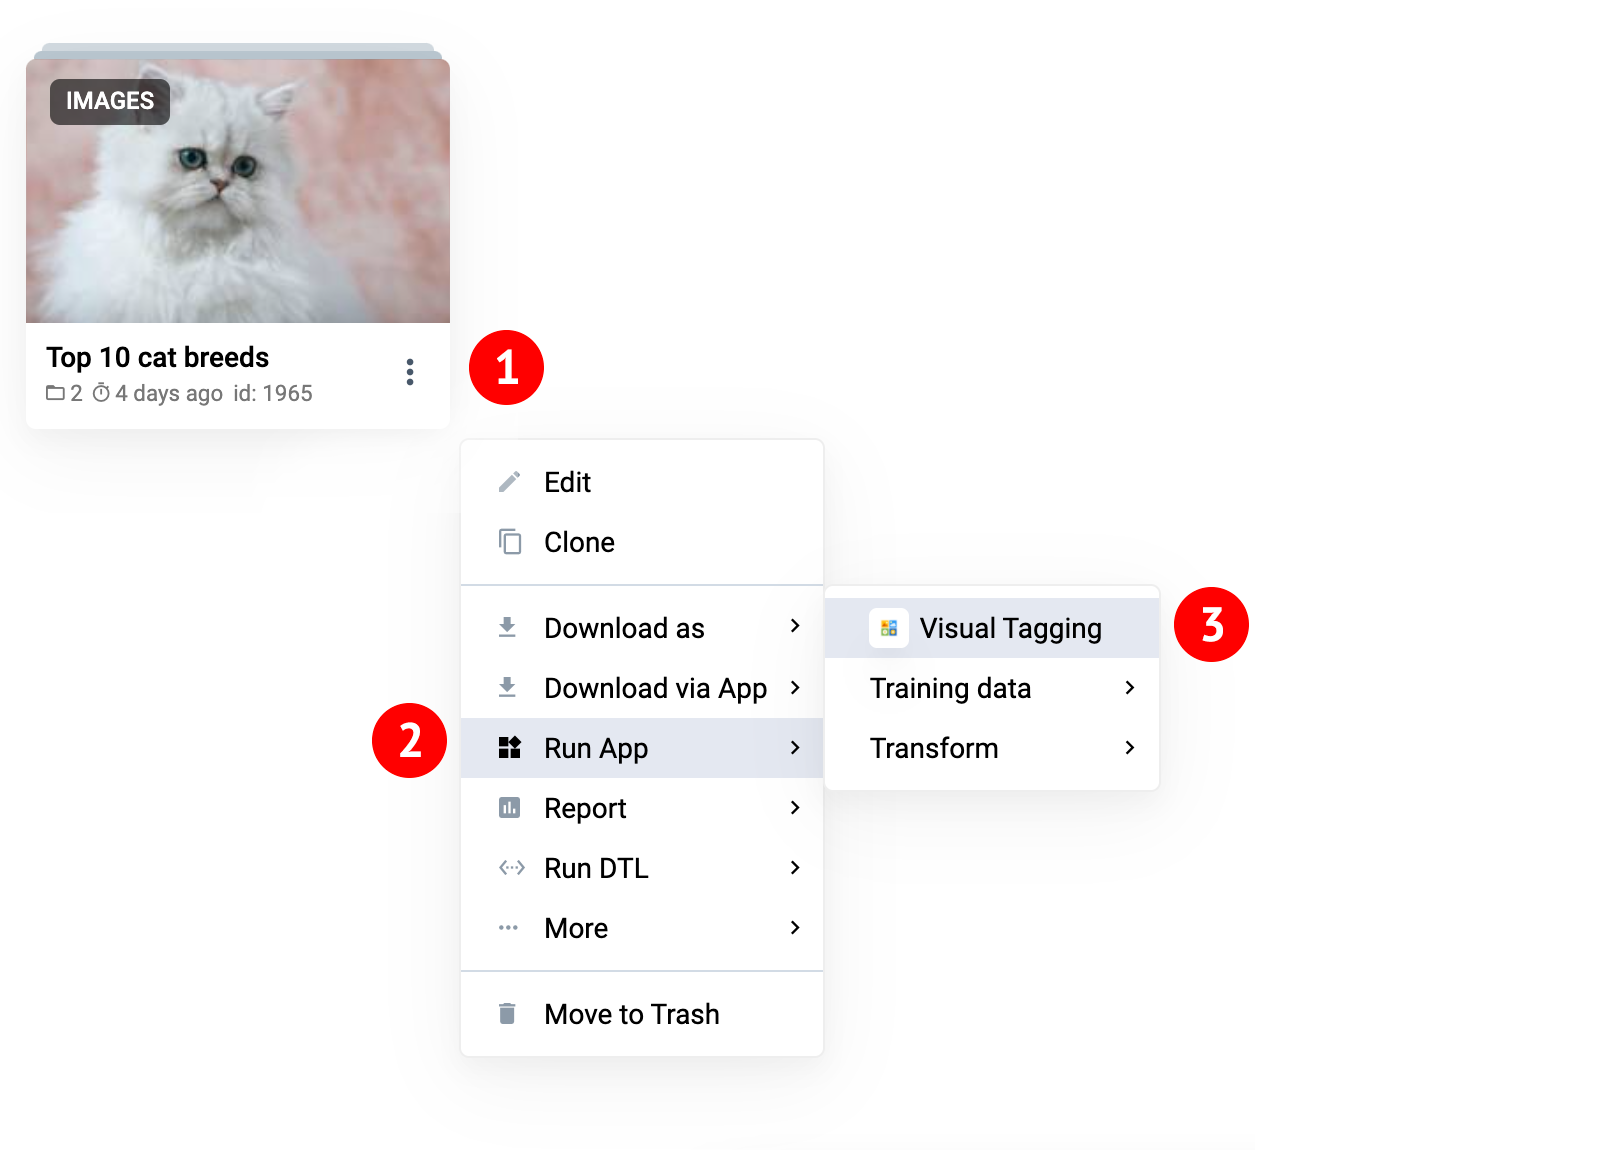 IMAGES
Top 10 cat breeds
2 4 days ago id: 1965
1
Edit
Clone
Download as
Download via App
2
Run App
Report
Run DTL
More
Move to Trash
Visual Tagging
3
Training data
Transform